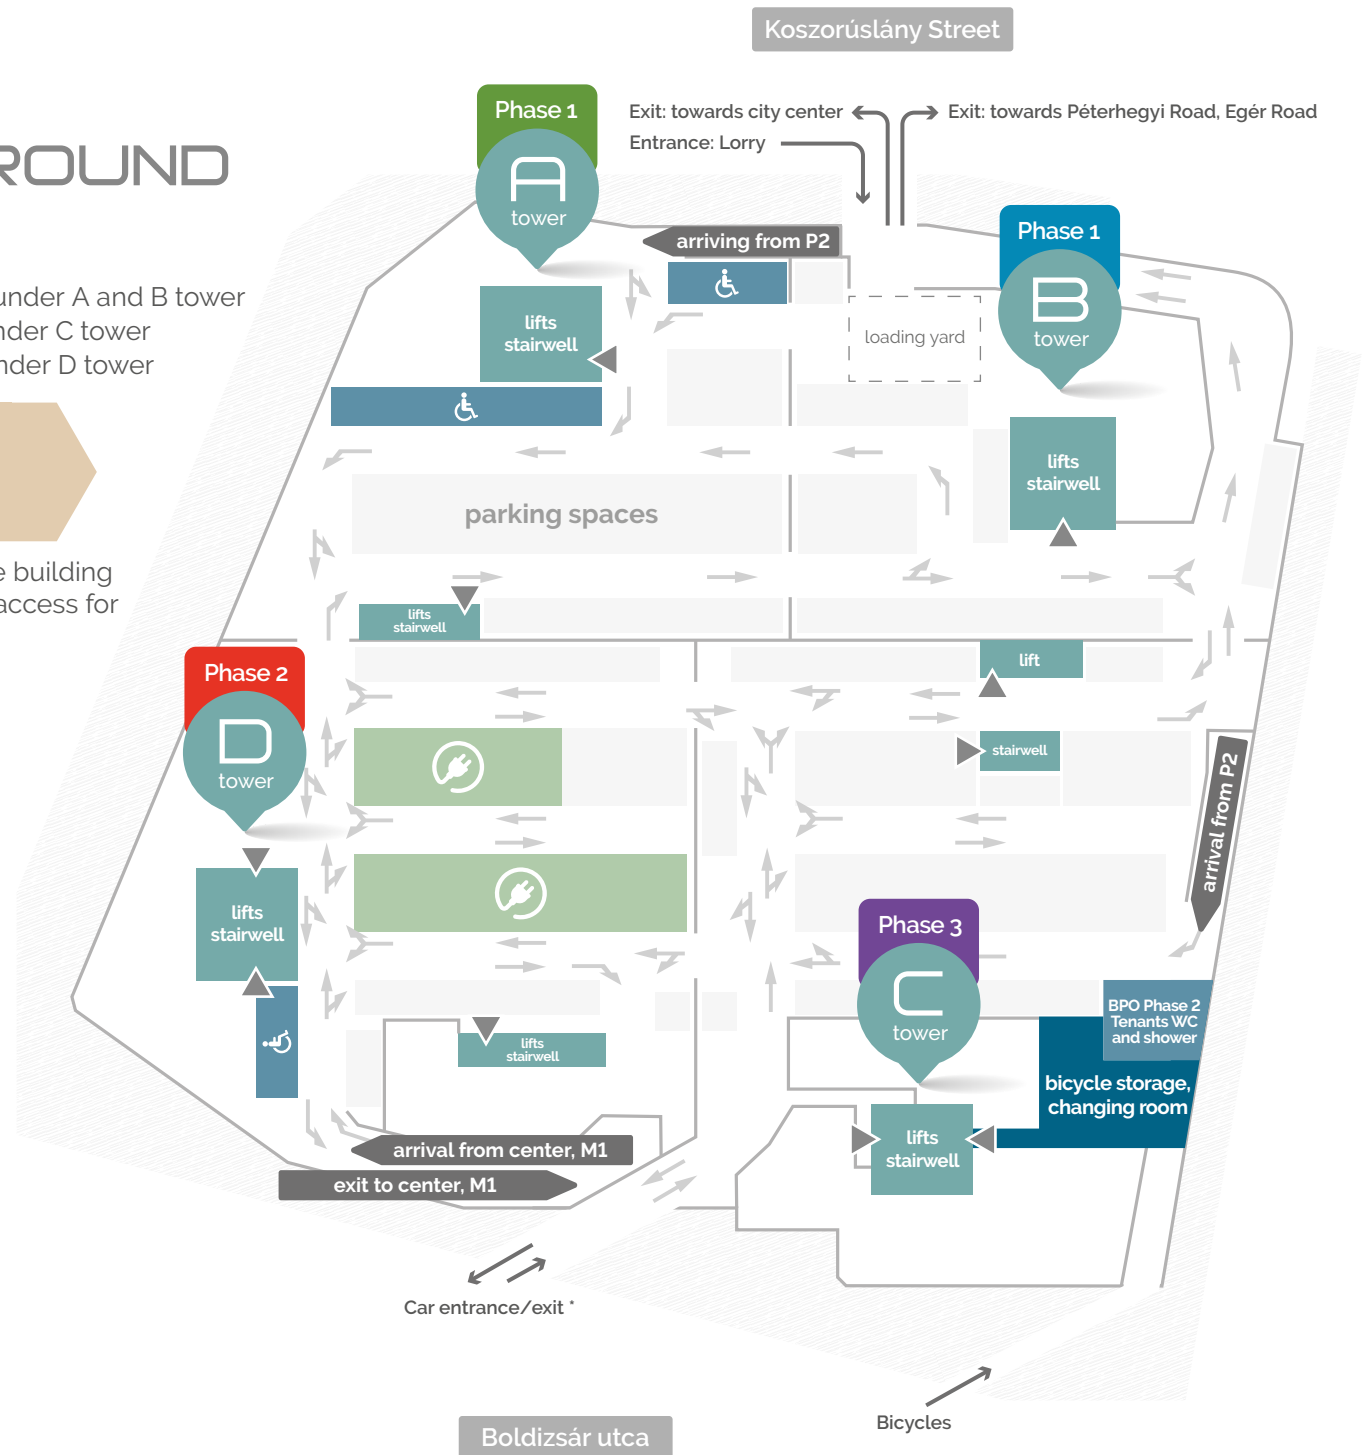 Koszorúslány Street
Phase 1
A
tower
Exit: towards city center
Exit: towards Péterhegyi Road, Egér Road
Entrance: Lorry
ROUND
Phase 1
B
tower
arriving from P2
under A and B tower
nder C tower
nder D tower
lifts
stairwell
loading yard
lifts
stairwell
parking spaces
e building
access for
lifts
stairwell
lift
Phase 2
D
tower
stairwell
arrival from P2
lifts
stairwell
Phase 3
C
tower
BPO Phase 2
Tenants WC
and shower
lifts
stairwell
bicycle storage,
changing room
lifts
stairwell
arrival from center, M1
exit to center, M1
Car entrance/exit *
Bicycles
Boldizsár utca